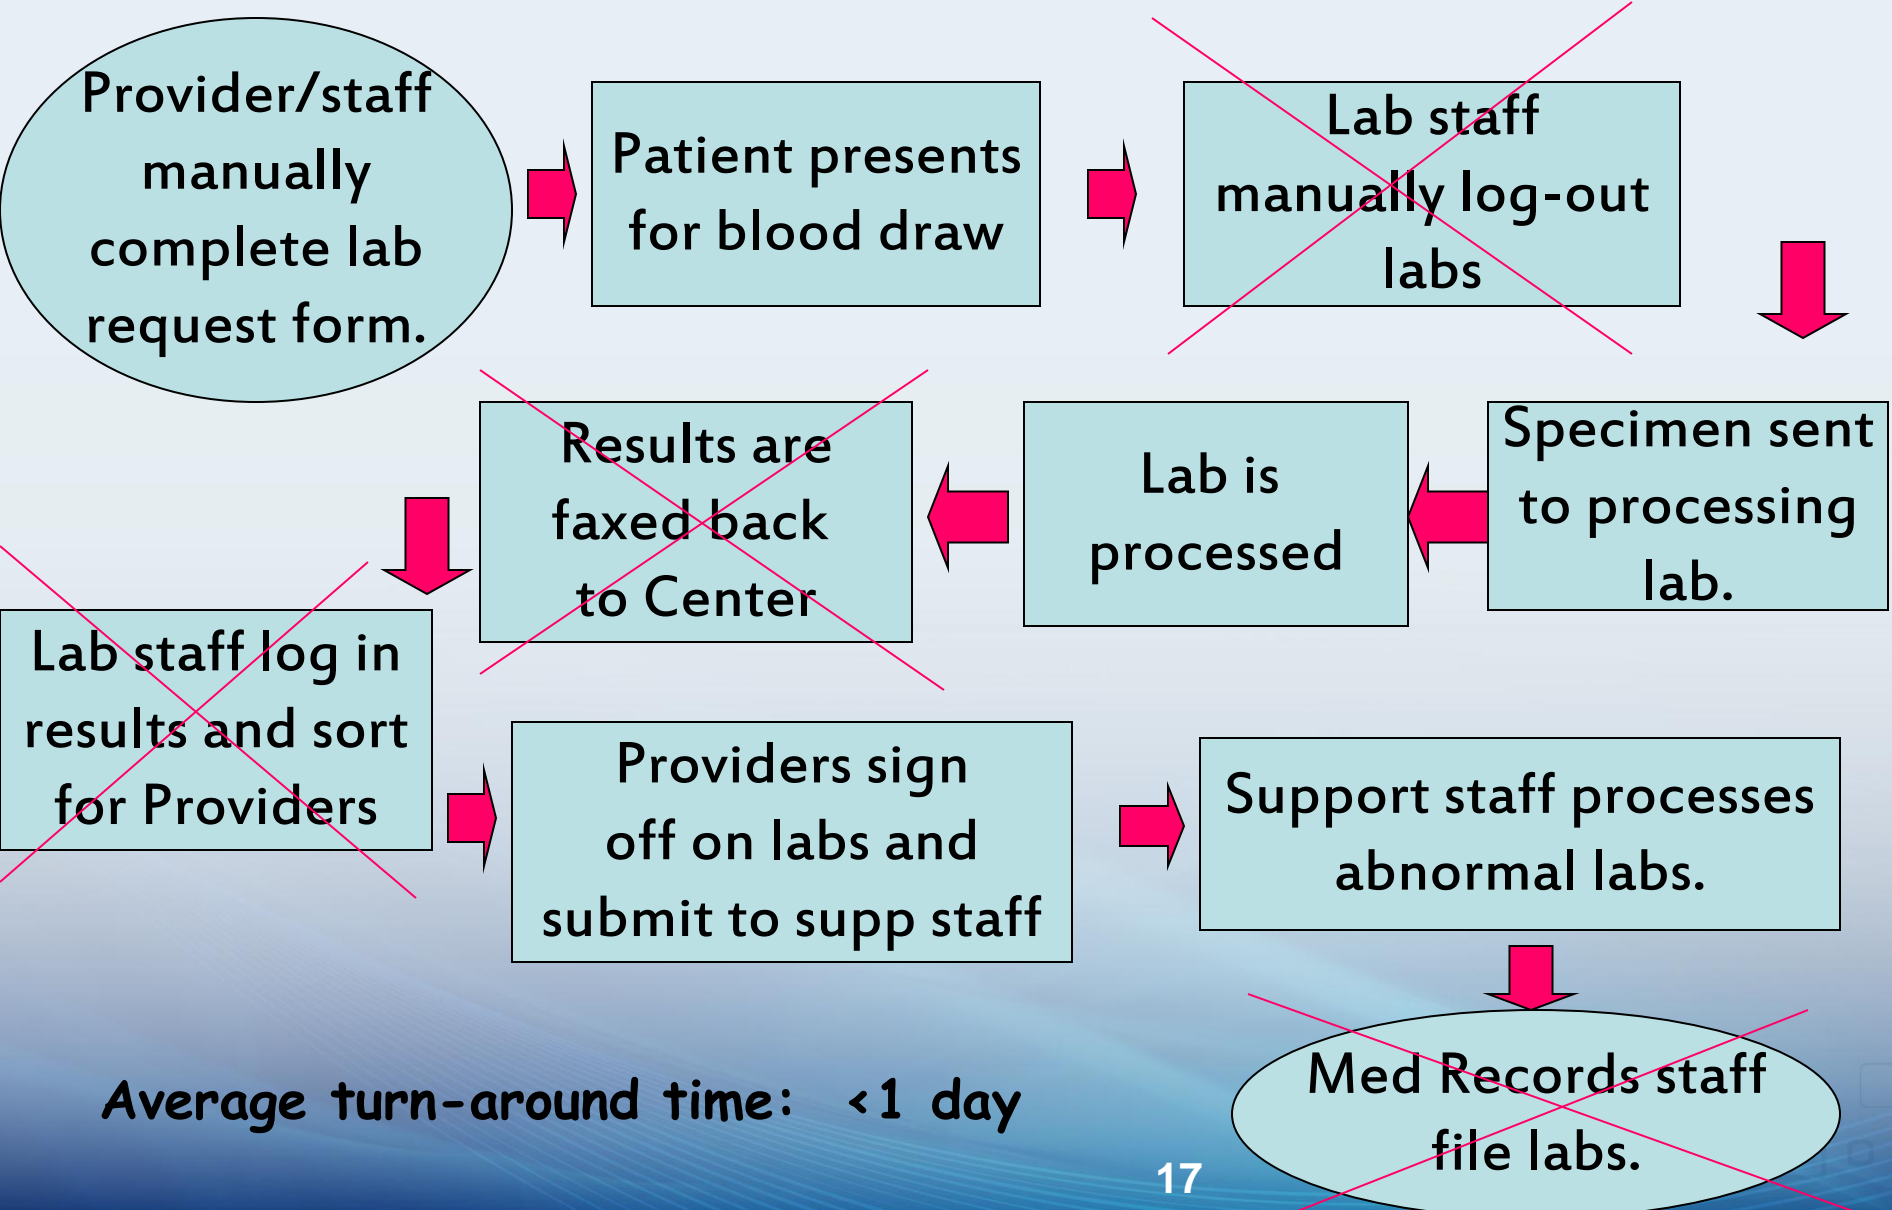 Provider/staff
manually
complete lab
request form.
Patient presents
for blood draw
Lab staff
manually log-out
labs
Specimen sent
to processing
lab.
Lab is
processed
Results are
faxed back
to Center
Lab staff log in
results and sort
for Providers
Providers sign
off on labs and
submit to supp staff
Support staff processes
abnormal labs.
Med Records staff
file labs.
Average turn-around time: <1 day
17